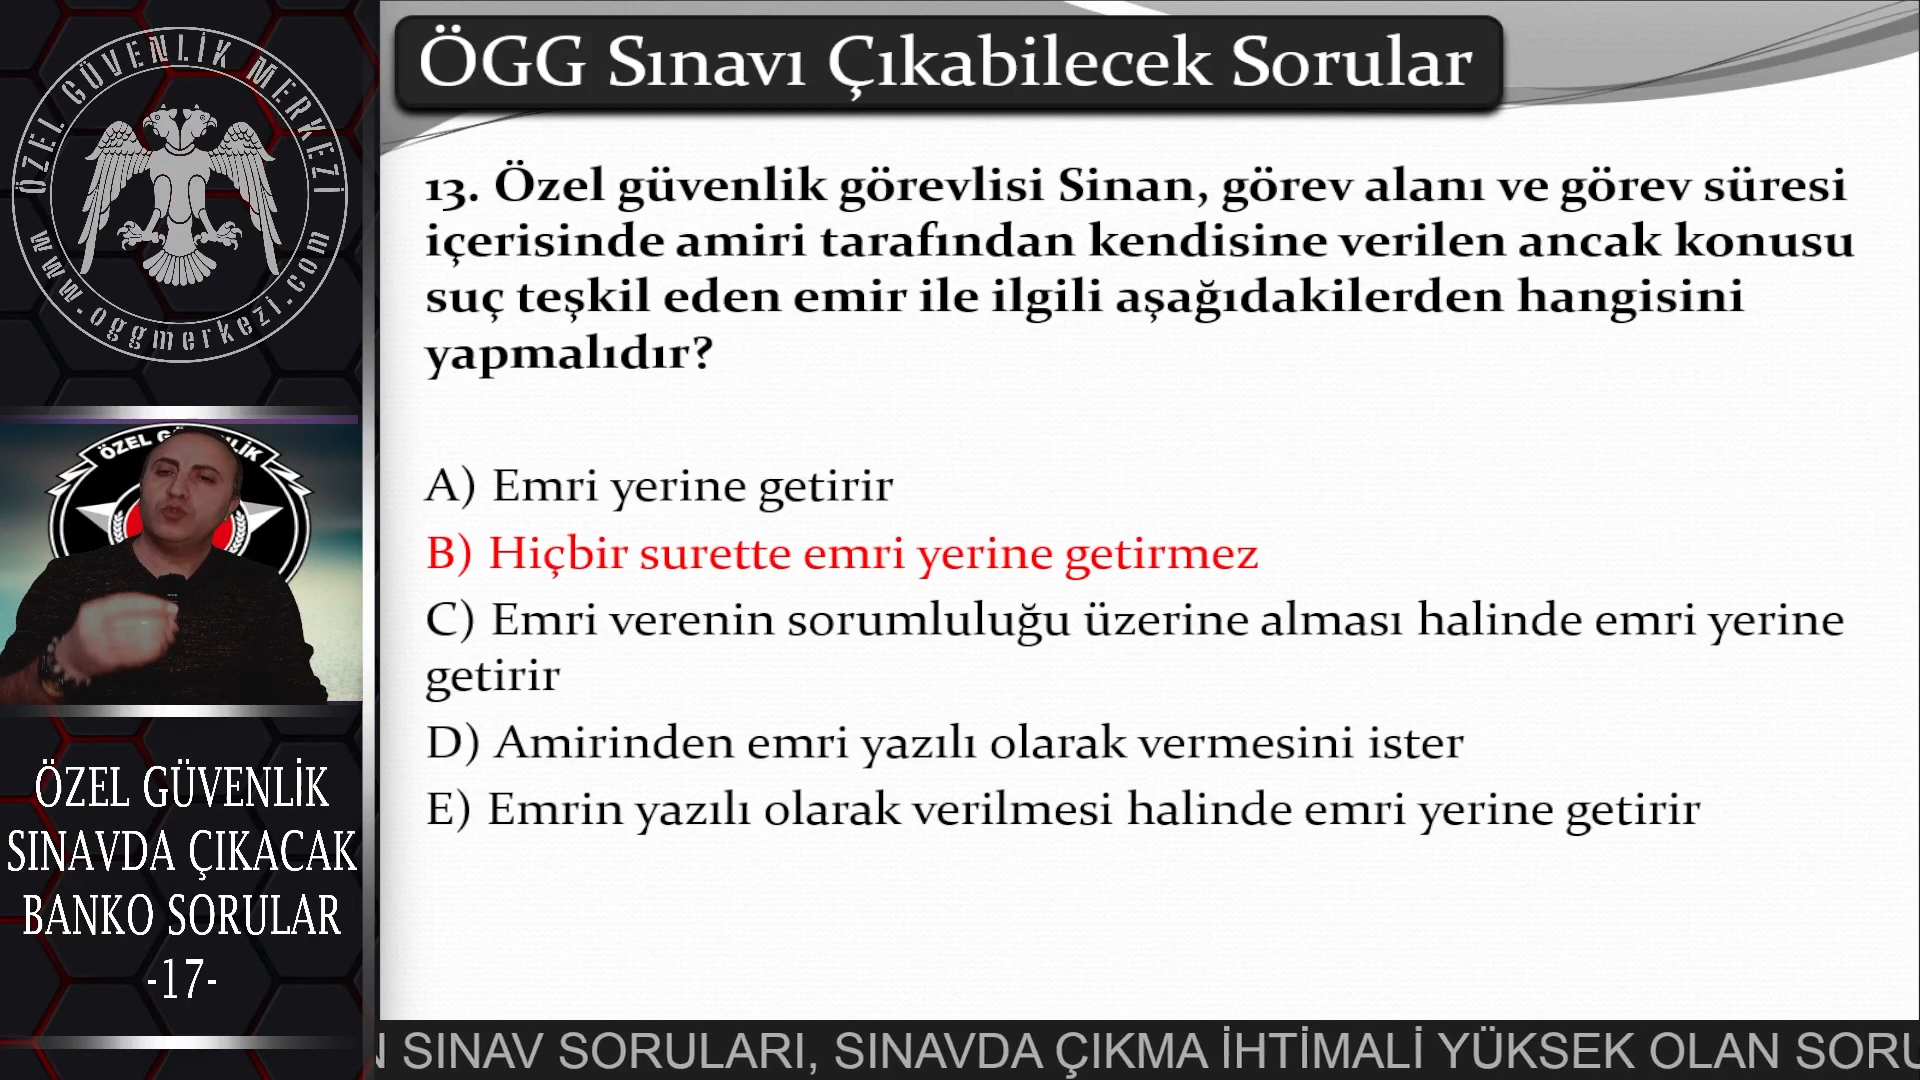 ÖZEL GÜVENLİK MERKEZİ
www.oggmerkezi.com
ÖGG Sınavı Çıkabilecek Sorular
13. Özel güvenlik görevlisi Sinan, görev alanı ve görev süresi
içerisinde amiri tarafından kendisine verilen ancak konusu
suç teşkil eden emir ile ilgili aşağıdakilerden hangisini
yapmalıdır?
A) Emri yerine getirir
B) Hiçbir surette emri yerine getirmez
C) Emri verenin sorumluluğu üzerine alması halinde emri yerine
getirir
D) Amirinden emri yazılı olarak vermesini ister
E) Emrin yazılı olarak verilmesi halinde emri yerine getirir
ÖZEL GÜVENLİK
SINAVDA ÇIKACAK
BANKO SORULAR
-17-
SINAV SORULARI, SINAVDA ÇIKMA İHTİMALİ YÜKSEK OLAN SORU